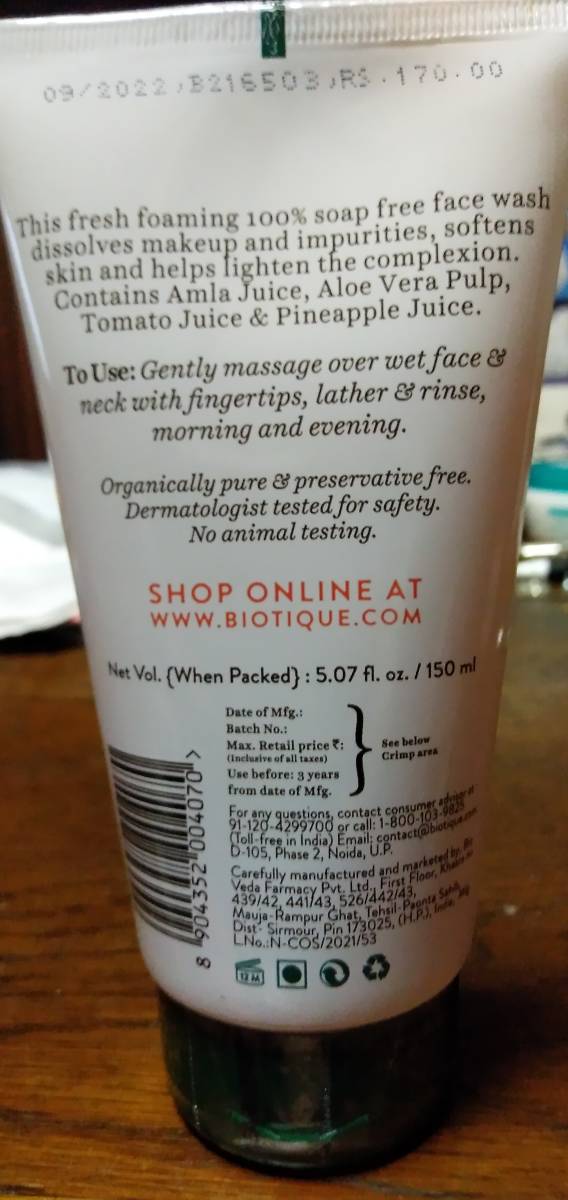 09/2022,B216503,RS.170.00
This fresh foaming 100% soap free face wash
dissolves makeup and impurities, softens
skin and helps lighten the complexion.
Contains Amla Juice, Aloe Vera Pulp,
Tomato Juice & Pineapple Juice.
To Use: Gently massage over wet face &
neck with fingertips, lather & rinse,
morning and evening.
Organically pure & preservative free.
Dermatologist tested for safety.
No animal testing.
SHOP ONLINE AT
WWW.BIOTIQUE.COM
Net Vol. {When Packed} : 5.07 fl. oz. / 150 ml
Date of Mfg.:
Batch No.:
Max. Retail price ₹:
(Inclusive of all taxes)
Use before: 3 years
from date of Mfg.
See below
Crimp area
For any questions, contact consumer advisor at
91-120-4299700 or call: 1-800-103-9825
(Toll-free in India) Email: contact@biotique.com
D-105, Phase 2, Noida, U.P.
Carefully manufactured and marketed by.
Veda Farmacy Pvt. Ltd., First Floor,
439/42, 441/43, 526/442/43,
Mauja-Rampur Ghat, Tehsil-Paonta Sahib,
Dist- Sirmour, Pin 173025, (H.P.),
L.No.:N-COS/2021/53
8 904352 004070 >
12 M